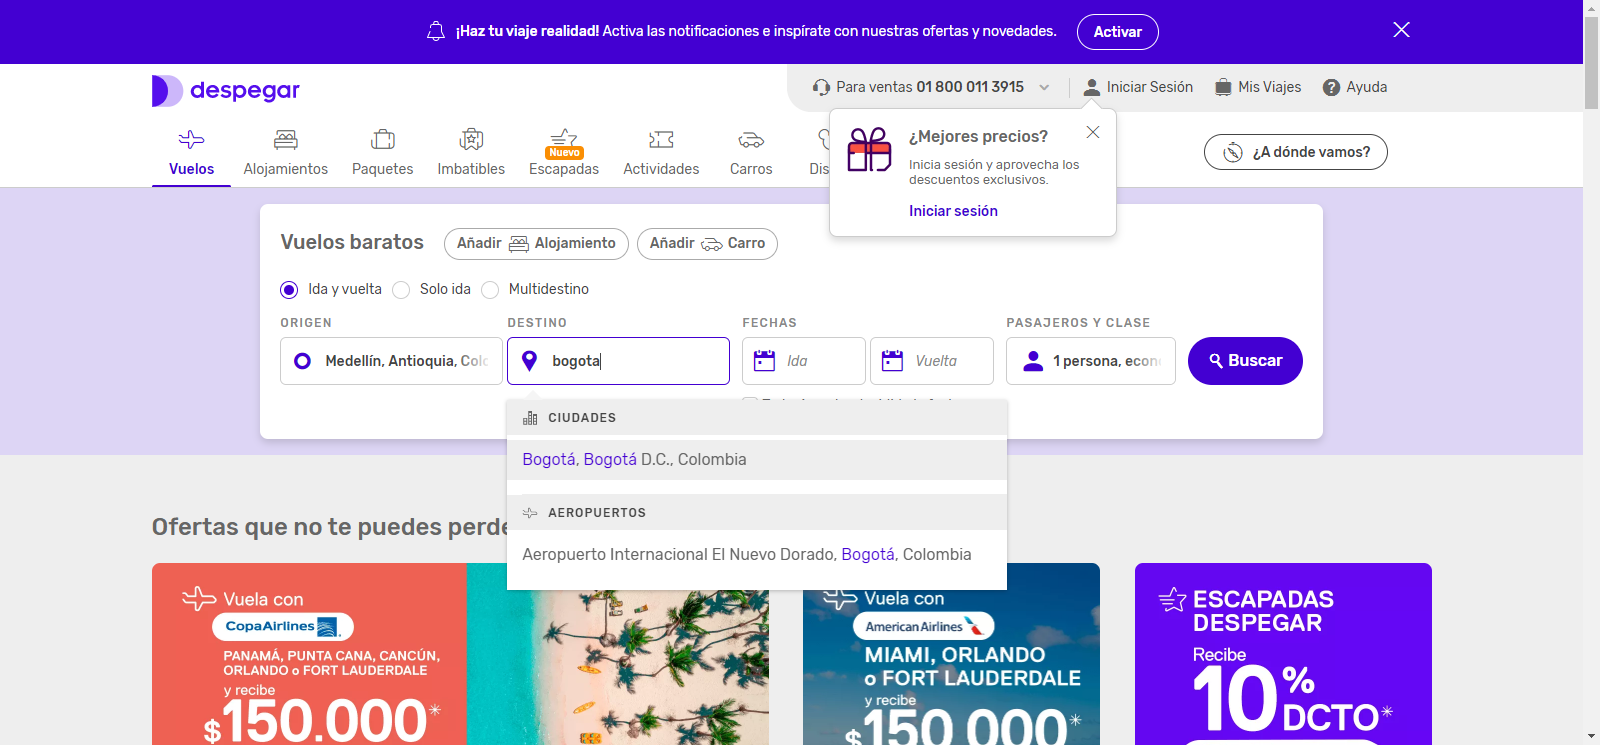 ¡Haz tu viaje realidad! Activa las notificaciones e inspírate con nuestras ofertas y novedades.
Activar
despegar
Para ventas 01 800 011 3915
Iniciar Sesión
Mis Viajes
Ayuda
Vuelos
Alojamientos
Paquetes
Imbatibles
Nuevo
Escapadas
Actividades
Carros
¿A dónde vamos?
¿Mejores precios?
Inicia sesión y aprovecha los
descuentos exclusivos.
Iniciar sesión
Vuelos baratos
Añadir Alojamiento
Añadir Carro
Ida y vuelta
Solo ida
Multidestino
ORIGEN
DESTINO
FECHAS
PASAJEROS Y CLASE
Medellín, Antioquia, Col
bogota
Ida
Vuelta
1 persona, econ
Buscar
CIUDADES
Bogotá, Bogotá D.C., Colombia
AEROPUERTOS
Aeropuerto Internacional El Nuevo Dorado, Bogotá, Colombia
Ofertas que no te puedes perde
Vuela con
CopaAirlines
PANAMÁ, PUNTA CANA, CANCÚN,
ORLANDO o FORT LAUDERDALE
y recibe
$150.000*
Vuela con
American Airlines
MIAMI, ORLANDO
o FORT LAUDERDALE
y recibe
$150.000*
ESCAPADAS
DESPEGAR
Recibe
10% DCTO*